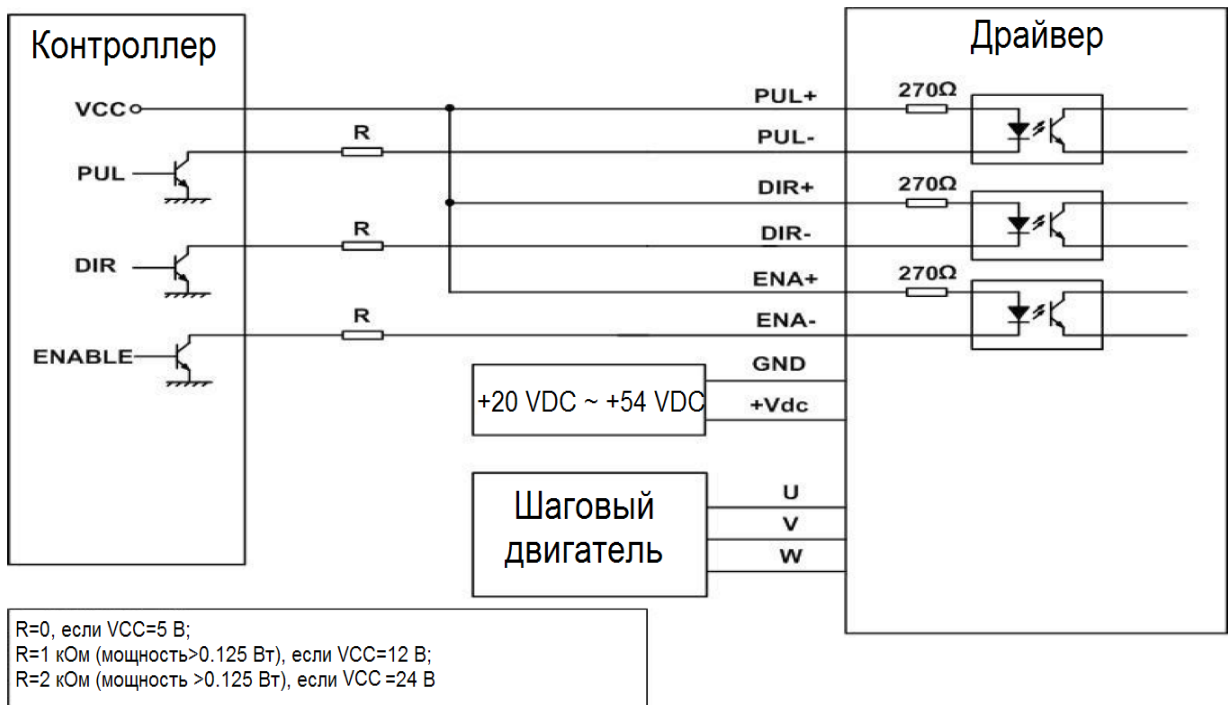 Контроллер
Драйвер
VCC
PUL+
270Ω
R
PUL-
PUL
DIR+
270Ω
R
DIR-
DIR
ENA+
270Ω
R
ENA-
ENABLE
GND
+20 VDC ~ +54 VDC
+Vdc
Шаговый
двигатель
U
V
W
R=0, если VCC=5 В;
R=1 кОм (мощность>0.125 Вт), если VCC=12 В;
R=2 кОм (мощность >0.125 Вт), если VCC =24 В